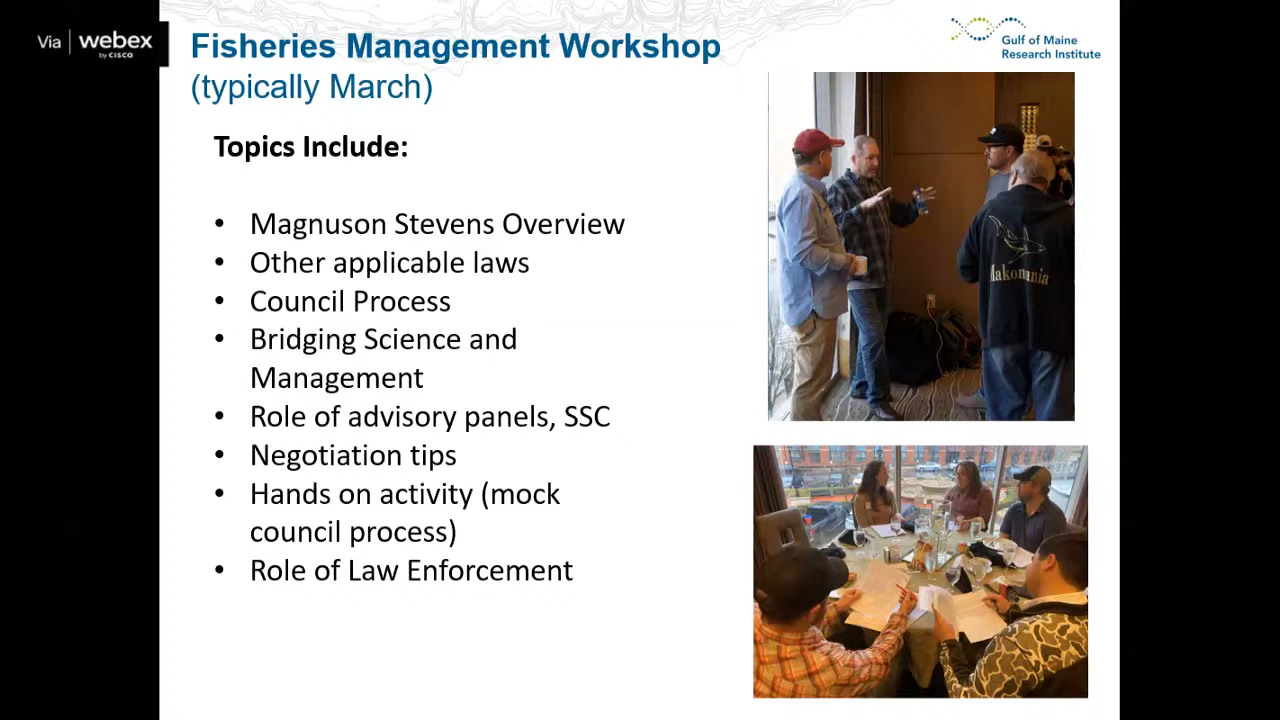 Via | webex
by CISCO
Fisheries Management Workshop
(typically March)
Gulf of Maine
Research Institute
Topics Include:
• Magnuson Stevens Overview
• Other applicable laws
• Council Process
• Bridging Science and
Management
• Role of advisory panels, SSC
• Negotiation tips
• Hands on activity (mock
council process)
• Role of Law Enforcement
Makomania